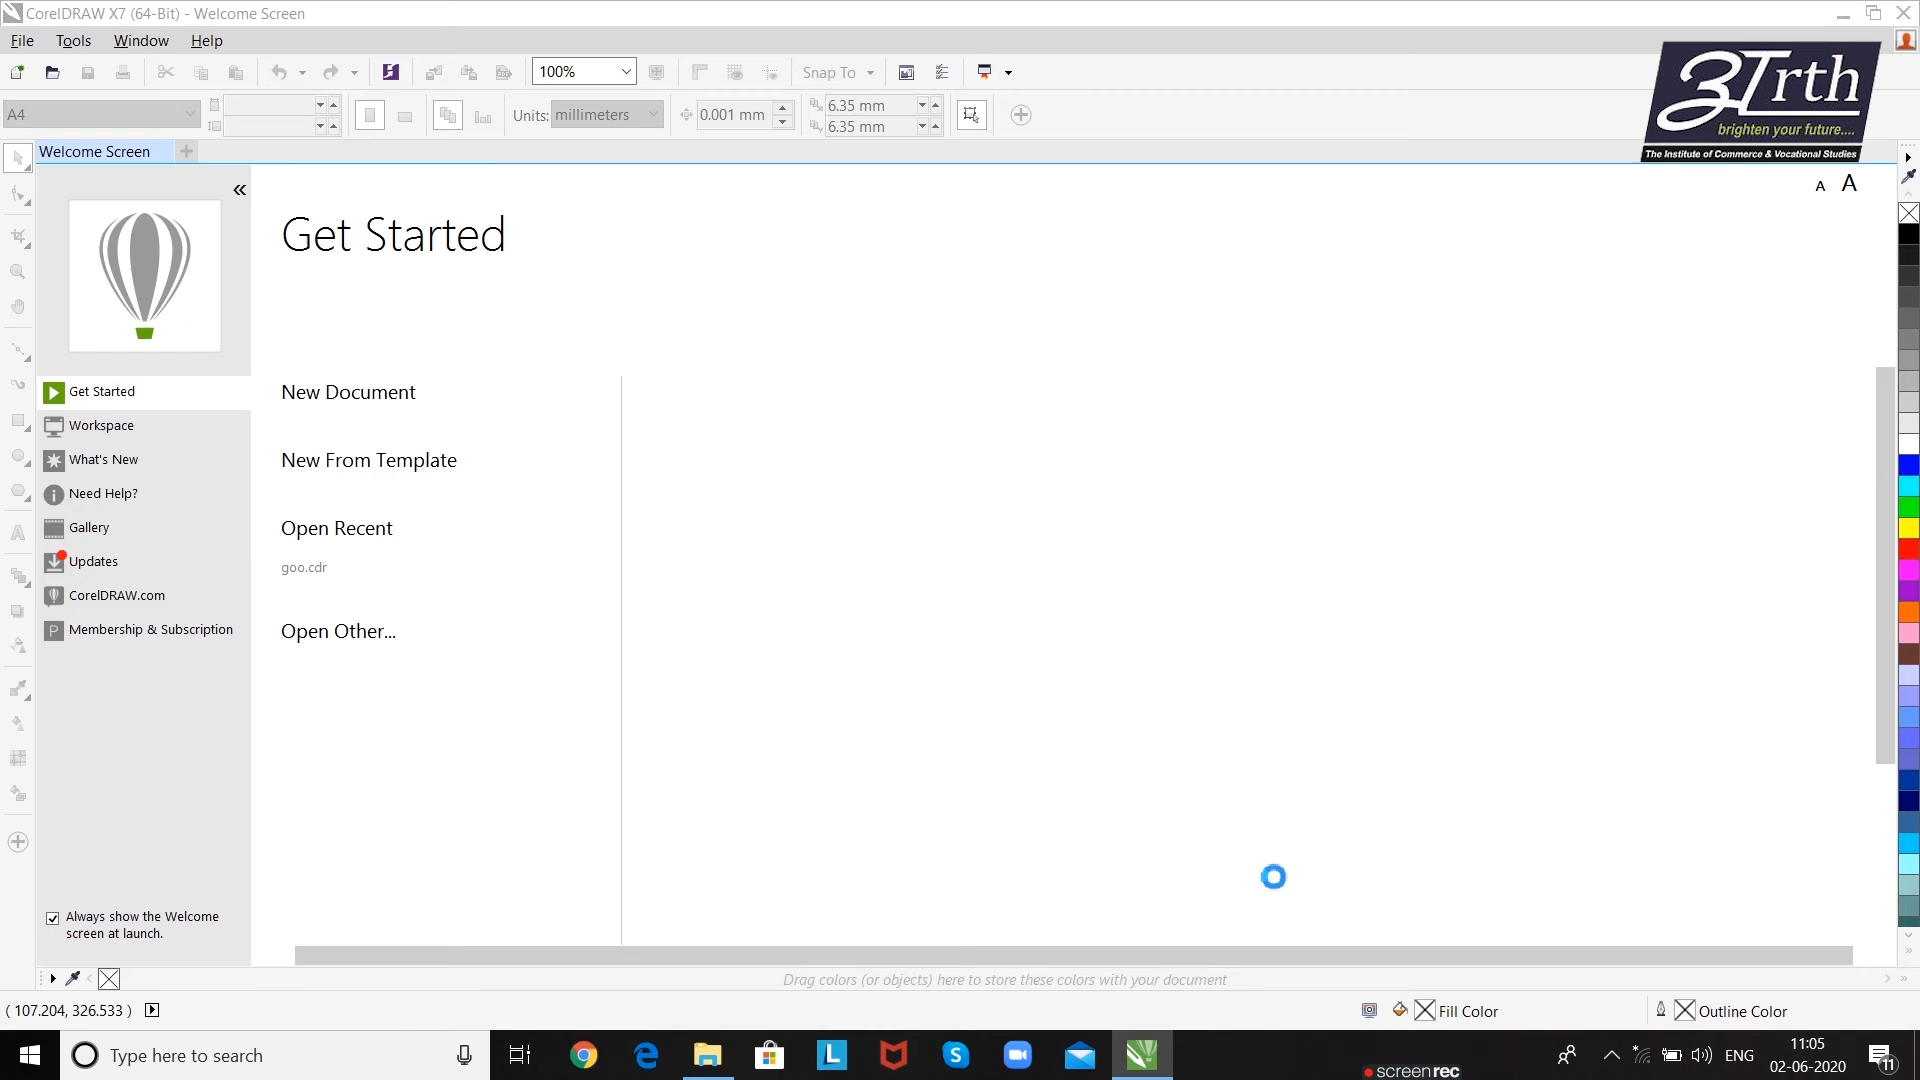 CorelDRAW X7 (64-Bit) - Welcome Screen
File Tools Window Help
100% Snap To
A4 Units: millimeters 0.001 mm 6.35 mm
6.35 mm
3Tirth
brighten your future....
The Institute of Commerce & Vocational Studies
Welcome Screen
A A
Get Started
Get Started
Workspace
What's New
Need Help?
Gallery
Updates
CorelDRAW.com
Membership & Subscription
New Document
New From Template
Open Recent
goo.cdr
Open Other...
Always show the Welcome
screen at launch.
Drag colors (or objects) here to store these colors with your document
( 107.204, 326.533 ) Fill Color Outline Color
Type here to search
screenrec
ENG
11:05
02-06-2020
11